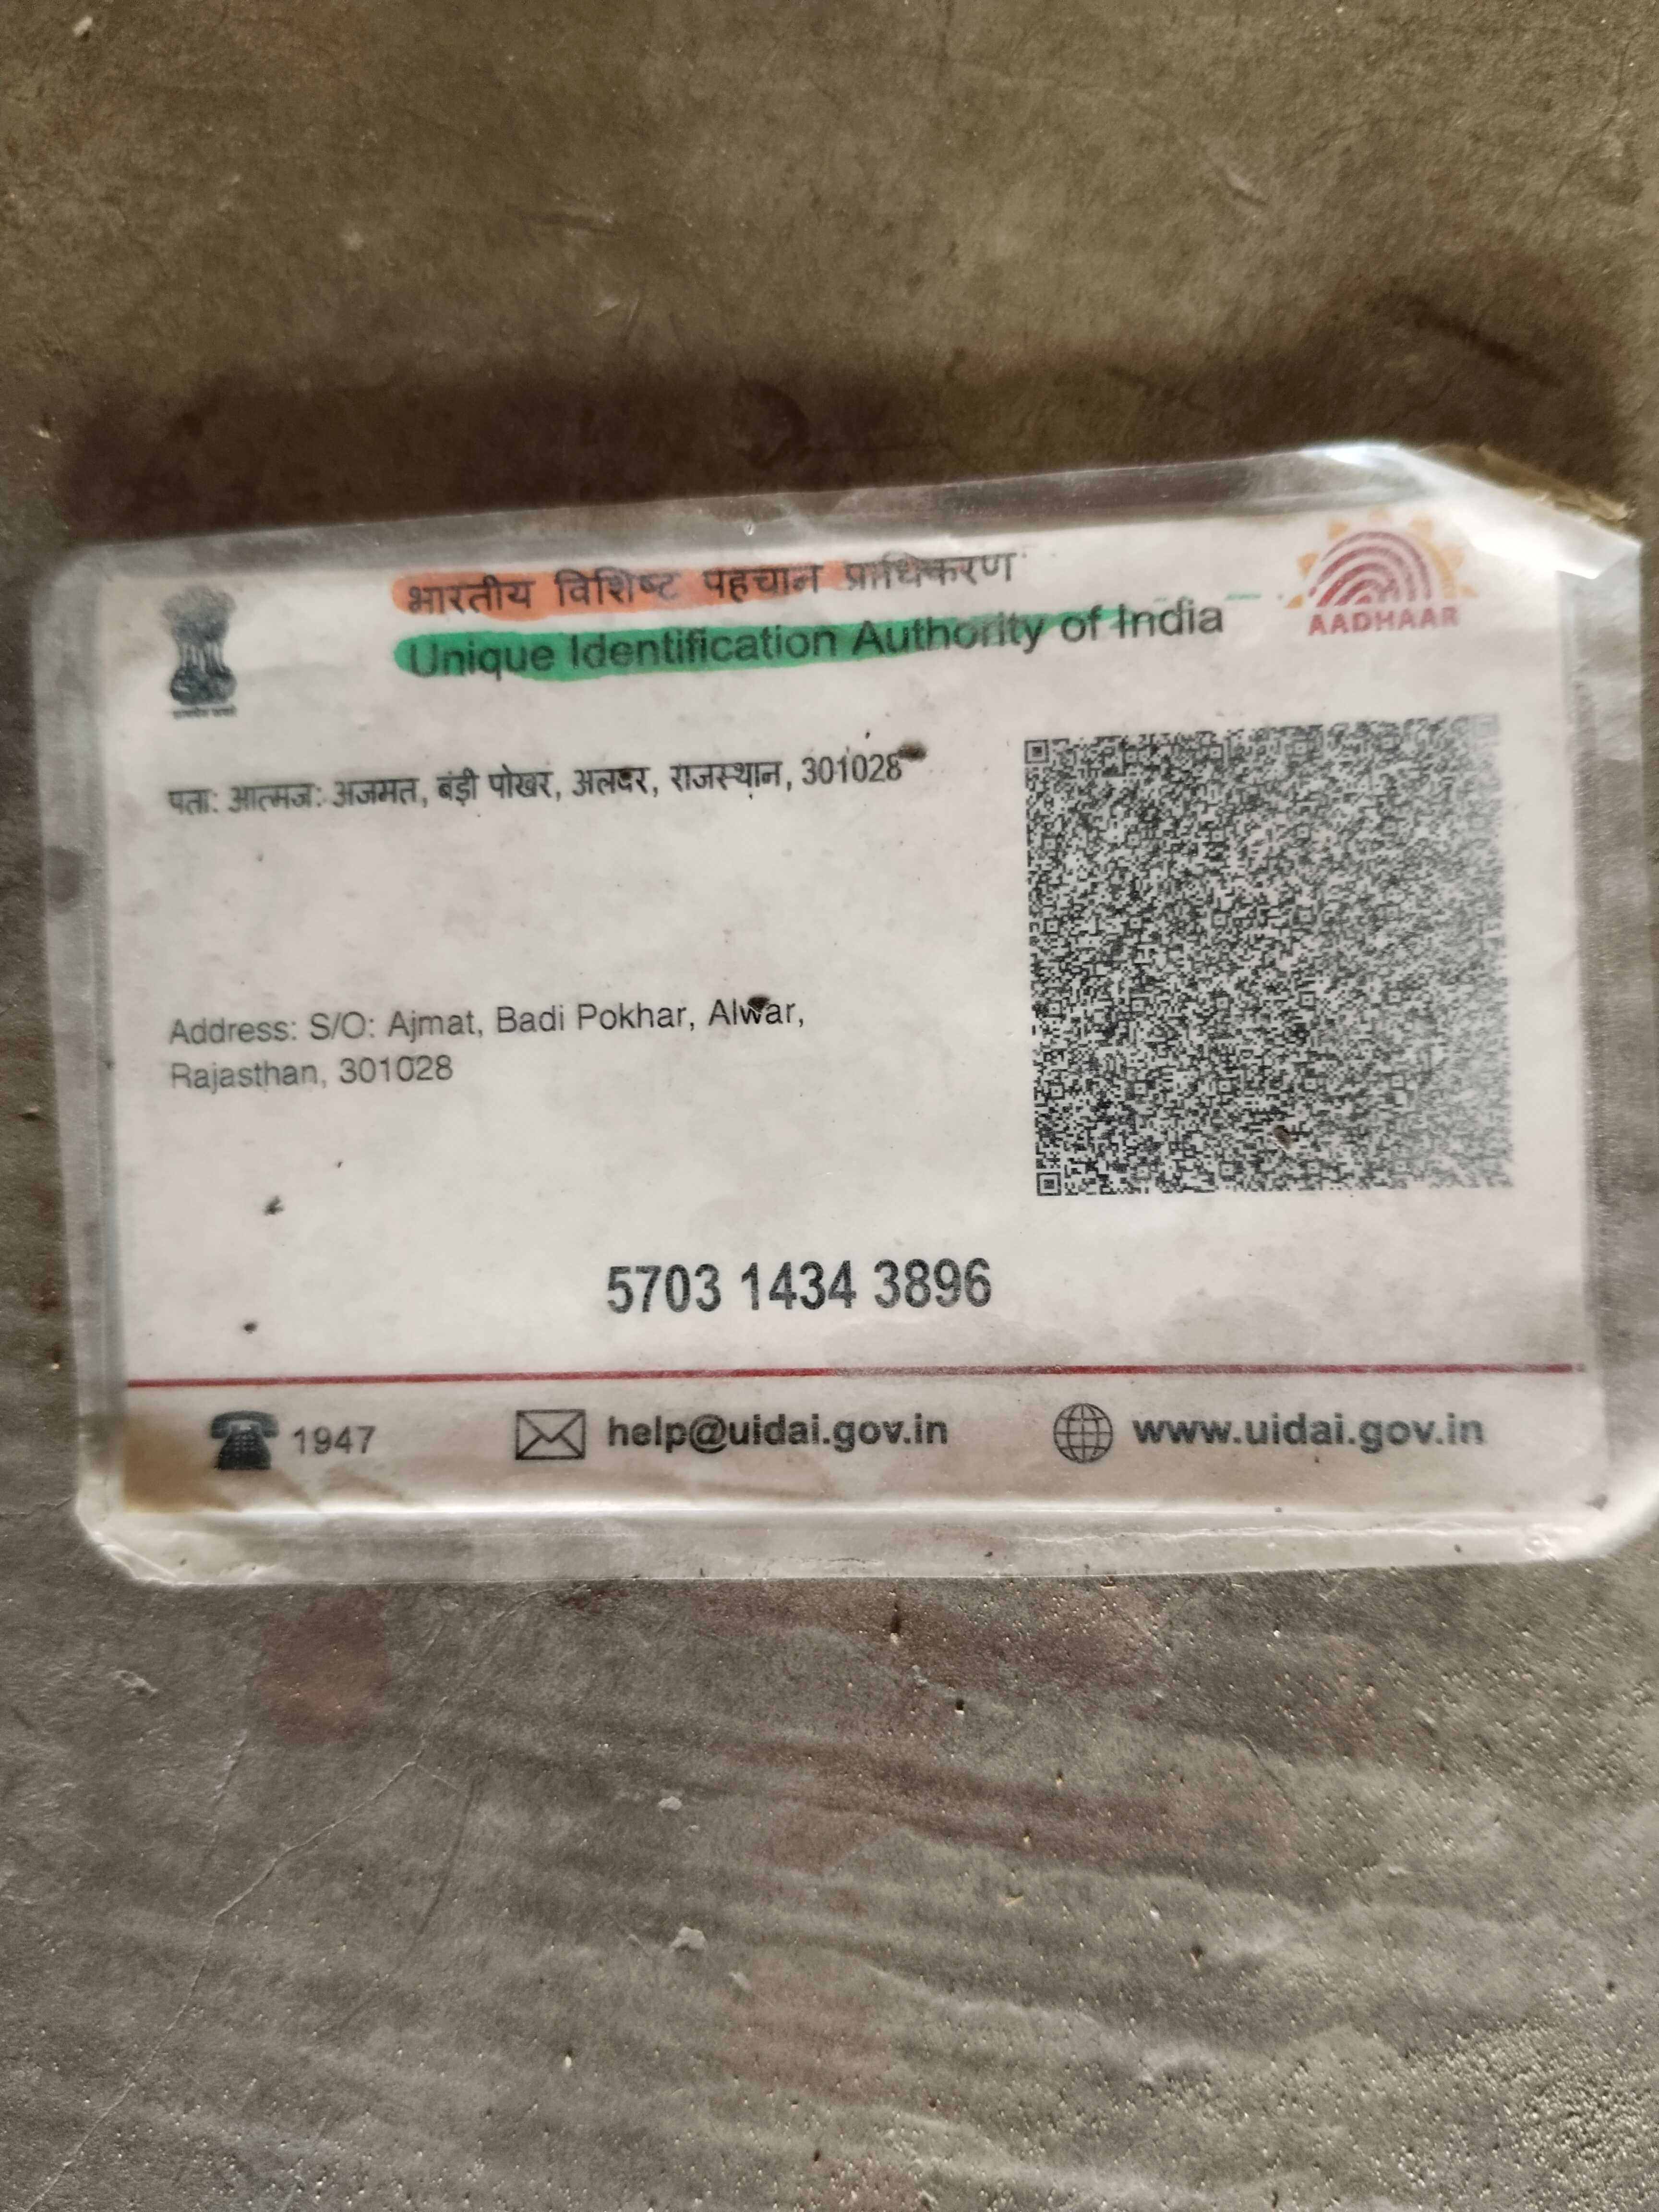 भारतीय विशिष्ट पहचान प्राधिकरण
Unique Identification Authority of India
AADHAAR
पता: आत्मज: अजमत, बड़ी पोखर, अलवर, राजस्थान, 301028
Address: S/O: Ajmat, Badi Pokhar, Alwar,
Rajasthan, 301028
5703 1434 3896
1947
help@uidai.gov.in
www.uidai.gov.in